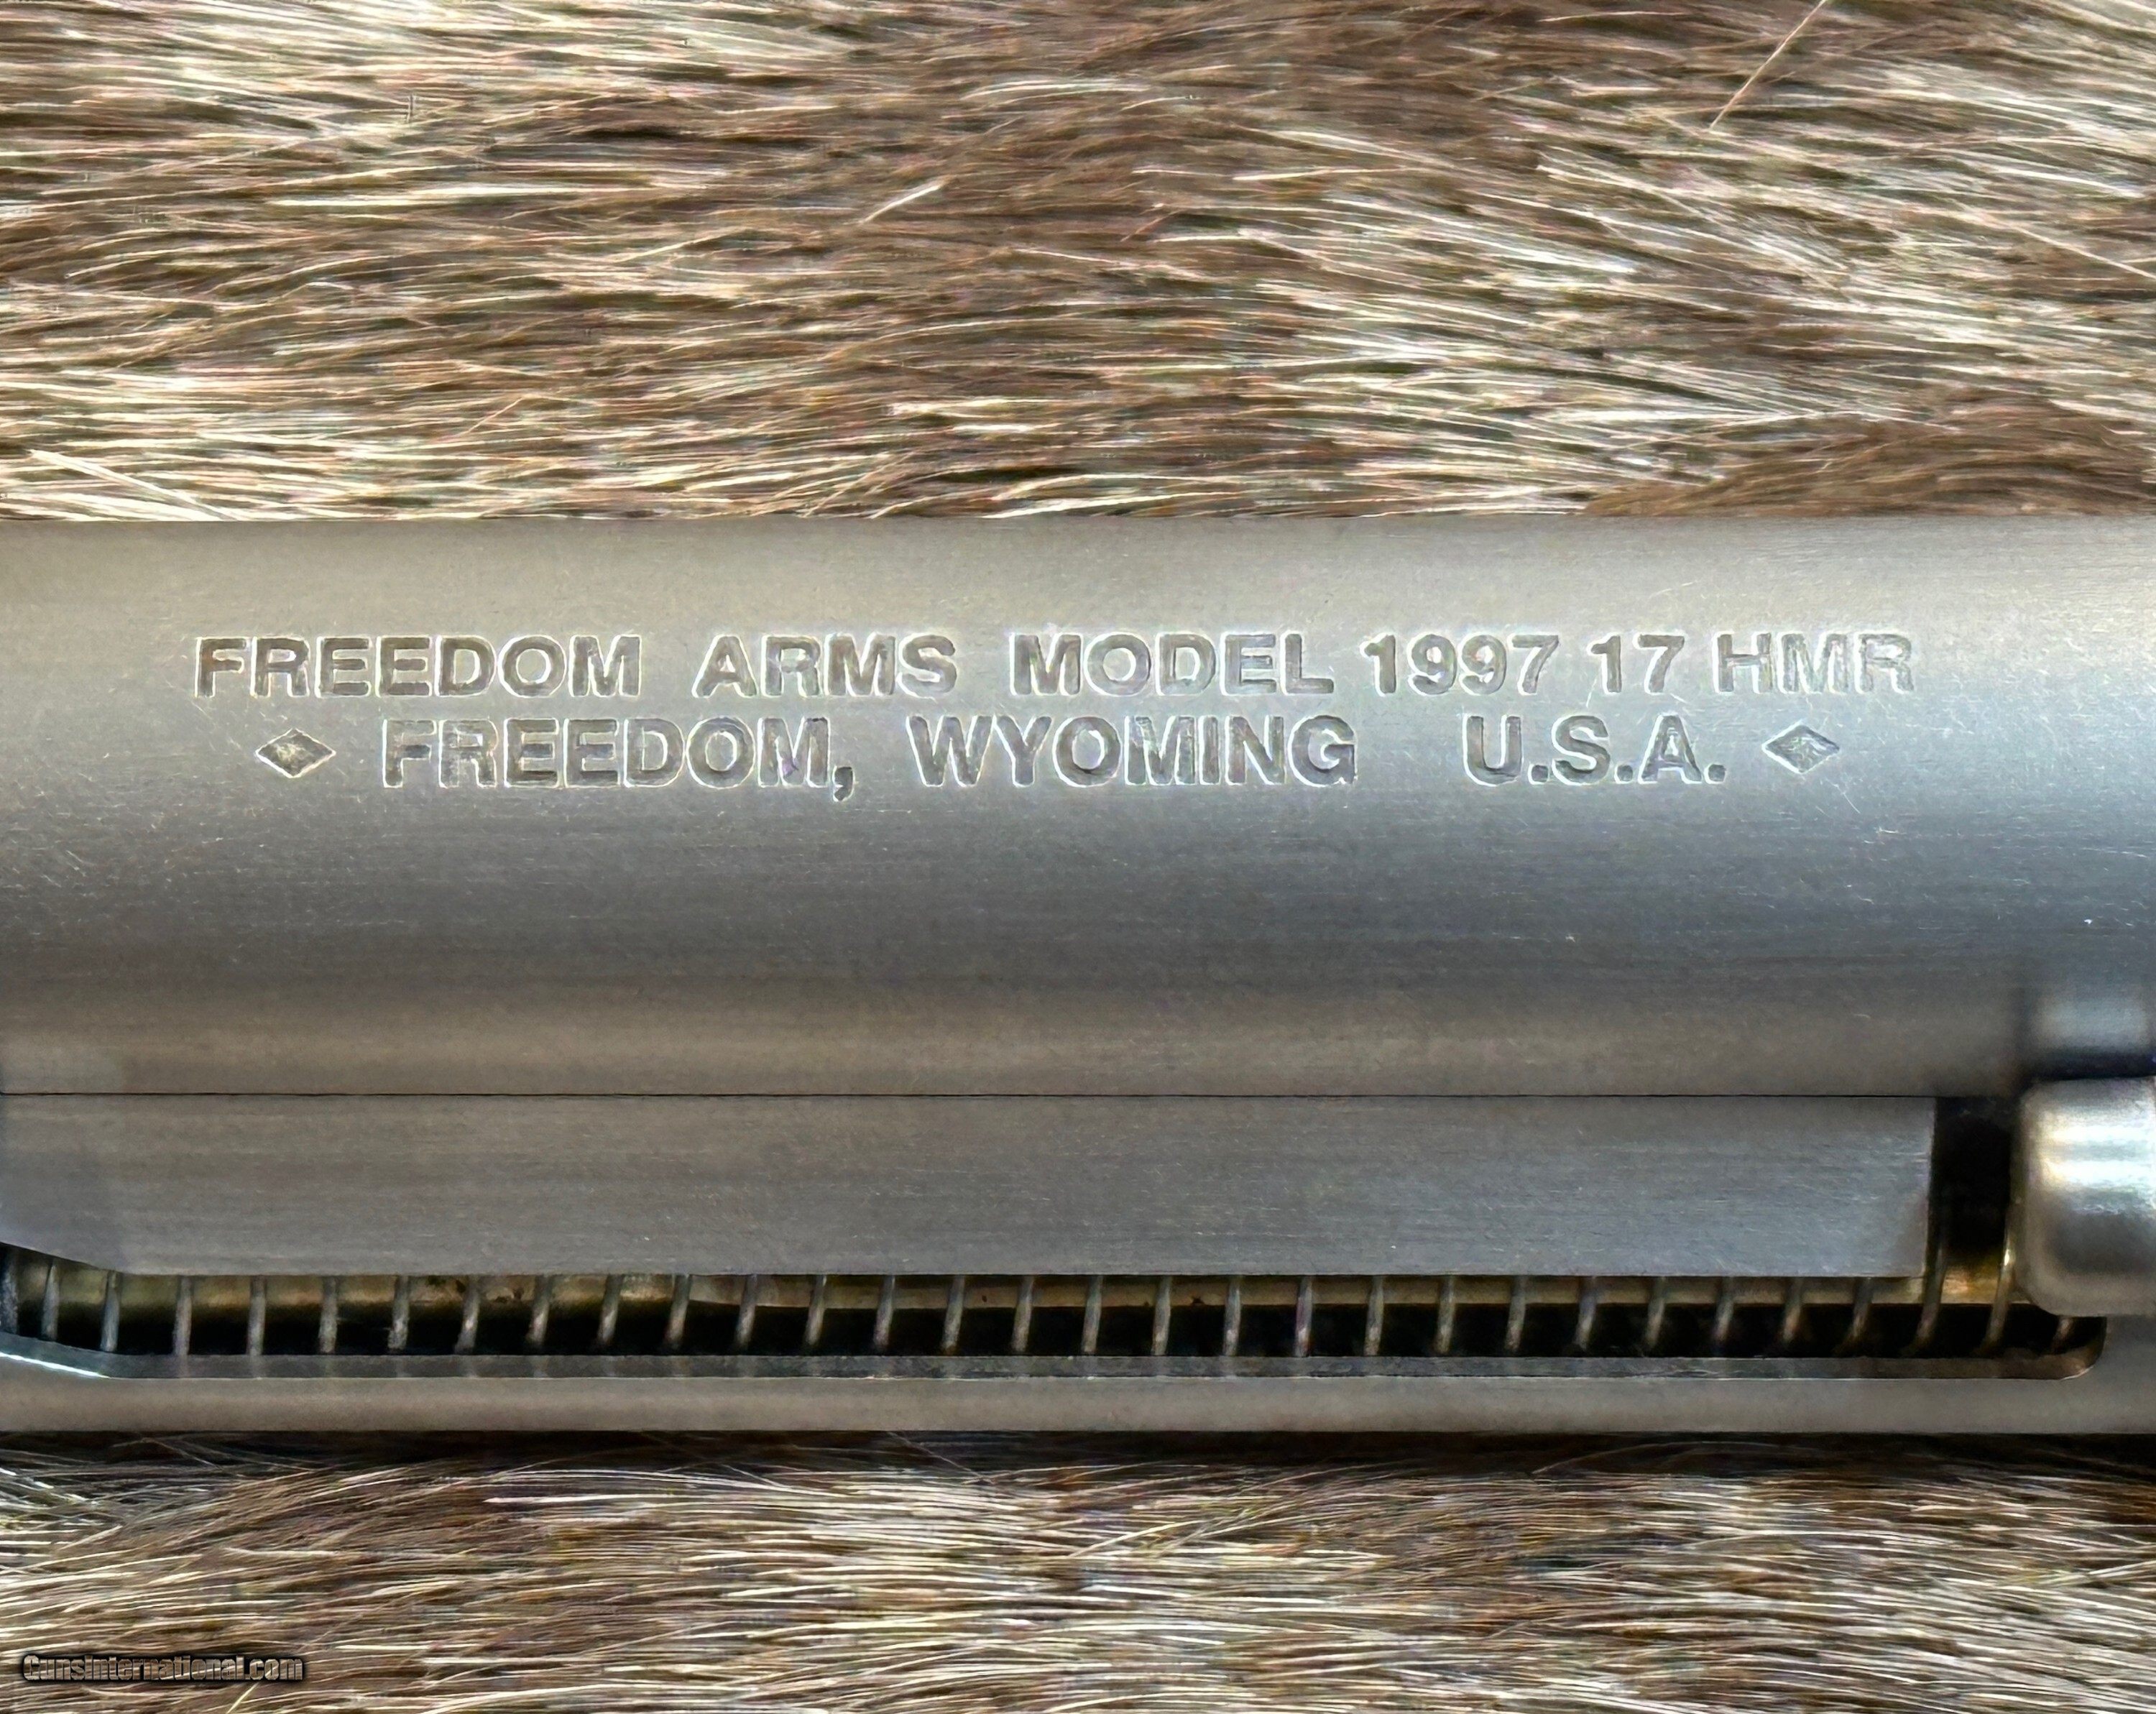 FREEDOM ARMS MODEL 1997 17 HMR
FREEDOM, WYOMING U.S.A.
GunsInternational.com